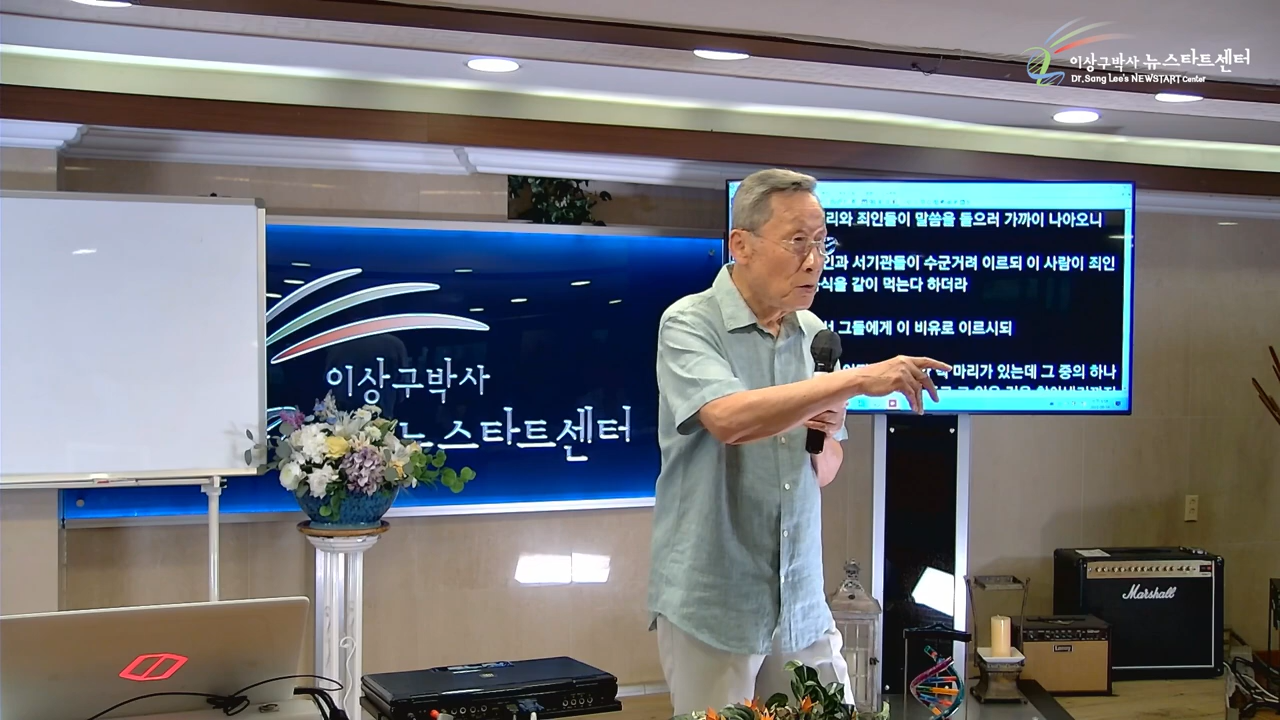 이상구박사 뉴스타트센터
Dr. Sang Lee's NEWSTART Center
리와 죄인들이 말씀을 들으러 가까이 나아오니
인과 서기관들이 수군거려 이르되 이 사람이 죄인
식을 같이 먹는다 하더라
그들에게 이 비유로 이르시되
마리가 있는데 그 중의 하나
이상구박사
뉴스타트센터
Marshall
Laney